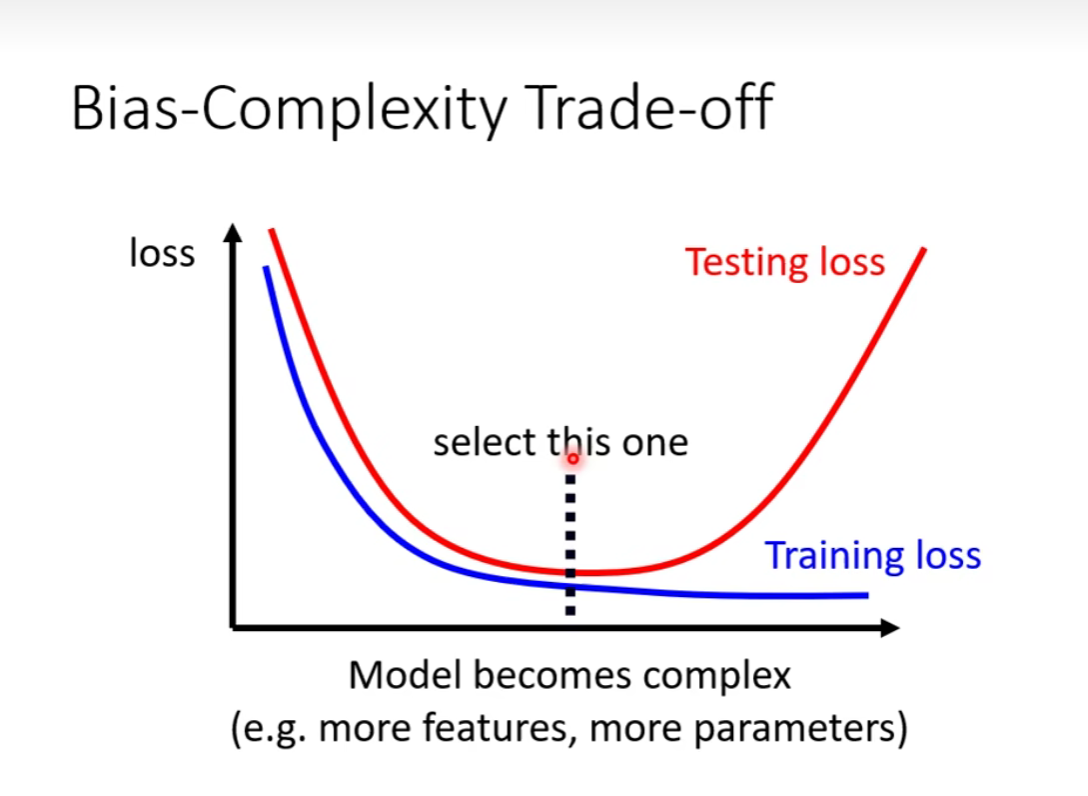 Bias-Complexity Trade-off
loss
Testing loss
select this one
Training loss
Model becomes complex
(e.g. more features, more parameters)